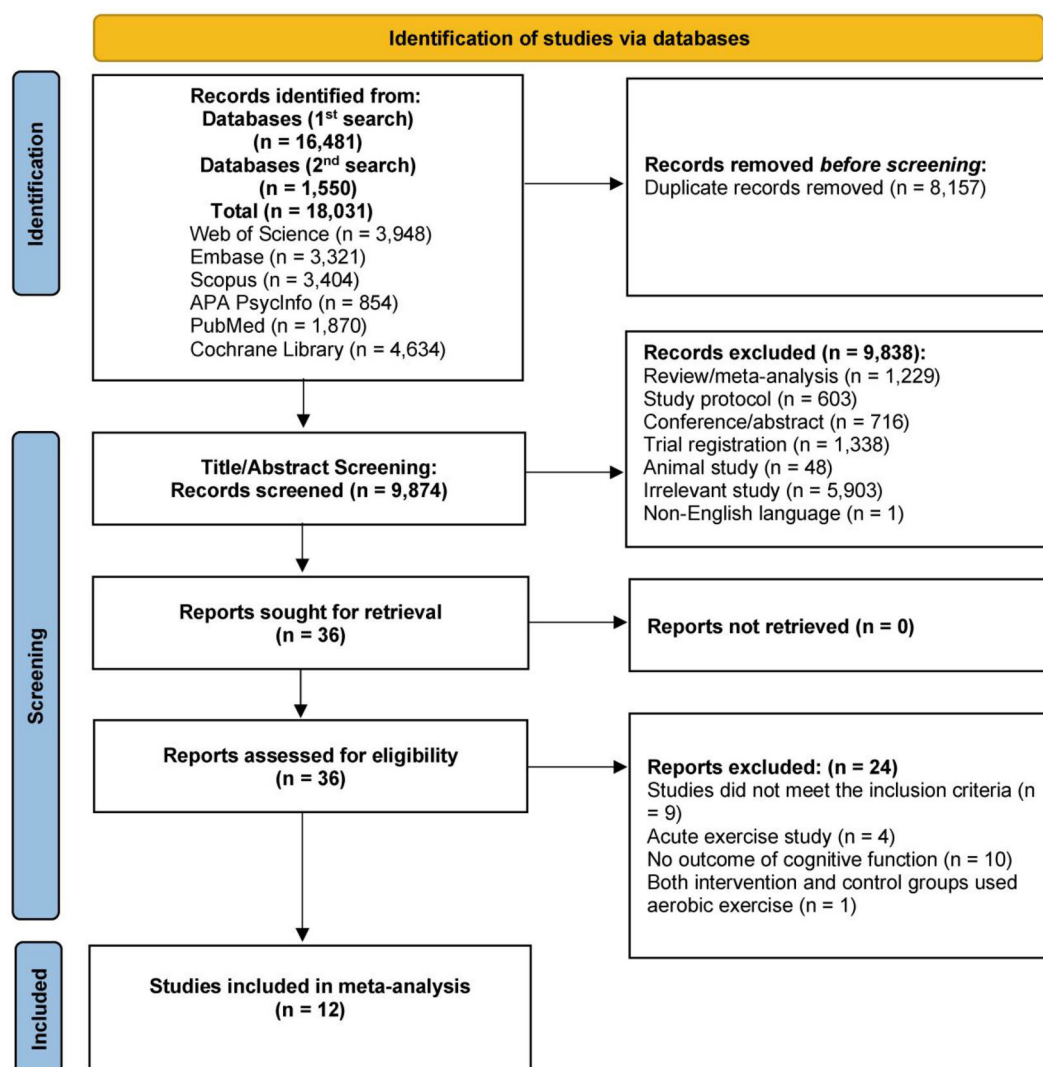 Identification of studies via databases
Identification
Records identified from:
Databases (1st search)
(n = 16,481)
Databases (2nd search)
(n = 1,550)
Total (n = 18,031)
Web of Science (n = 3,948)
Embase (n = 3,321)
Scopus (n = 3,404)
APA PsycInfo (n = 854)
PubMed (n = 1,870)
Cochrane Library (n = 4,634)
Records removed before screening:
Duplicate records removed (n = 8,157)
Screening
Title/Abstract Screening:
Records screened (n = 9,874)
Records excluded (n = 9,838):
Review/meta-analysis (n = 1,229)
Study protocol (n = 603)
Conference/abstract (n = 716)
Trial registration (n = 1,338)
Animal study (n = 48)
Irrelevant study (n = 5,903)
Non-English language (n = 1)
Reports sought for retrieval
(n = 36)
Reports not retrieved (n = 0)
Reports assessed for eligibility
(n = 36)
Reports excluded: (n = 24)
Studies did not meet the inclusion criteria (n
= 9)
Acute exercise study (n = 4)
No outcome of cognitive function (n = 10)
Both intervention and control groups used
aerobic exercise (n = 1)
Included
Studies included in meta-analysis
(n = 12)